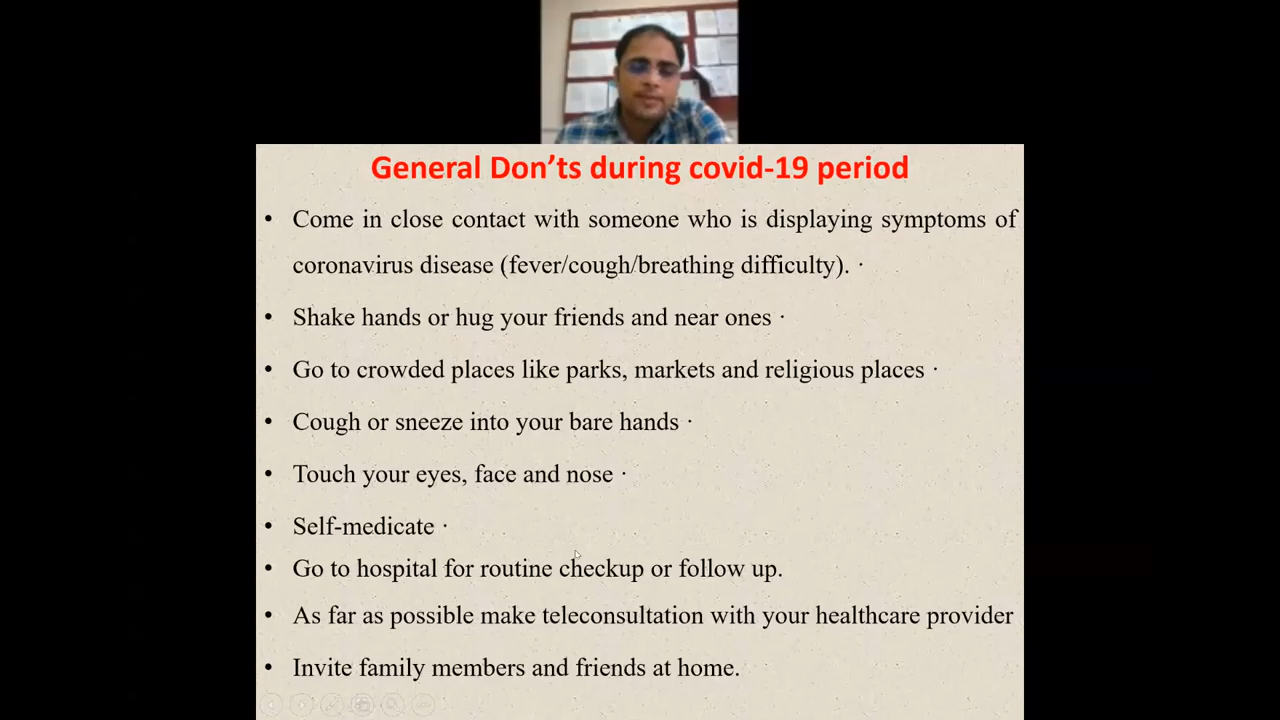 General Don’ts during covid-19 period
• Come in close contact with someone who is displaying symptoms of
coronavirus disease (fever/cough/breathing difficulty). ·
• Shake hands or hug your friends and near ones ·
• Go to crowded places like parks, markets and religious places ·
• Cough or sneeze into your bare hands ·
• Touch your eyes, face and nose ·
• Self-medicate ·
• Go to hospital for routine checkup or follow up.
• As far as possible make teleconsultation with your healthcare provider
• Invite family members and friends at home.